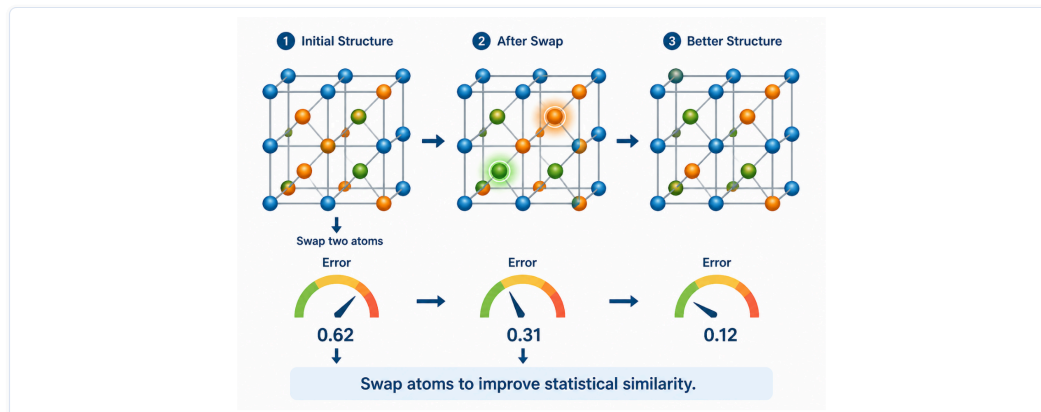 1 Initial Structure
2 After Swap
3 Better Structure
Swap two atoms
Error
Error
Error
0.62
0.31
0.12
Swap atoms to improve statistical similarity.